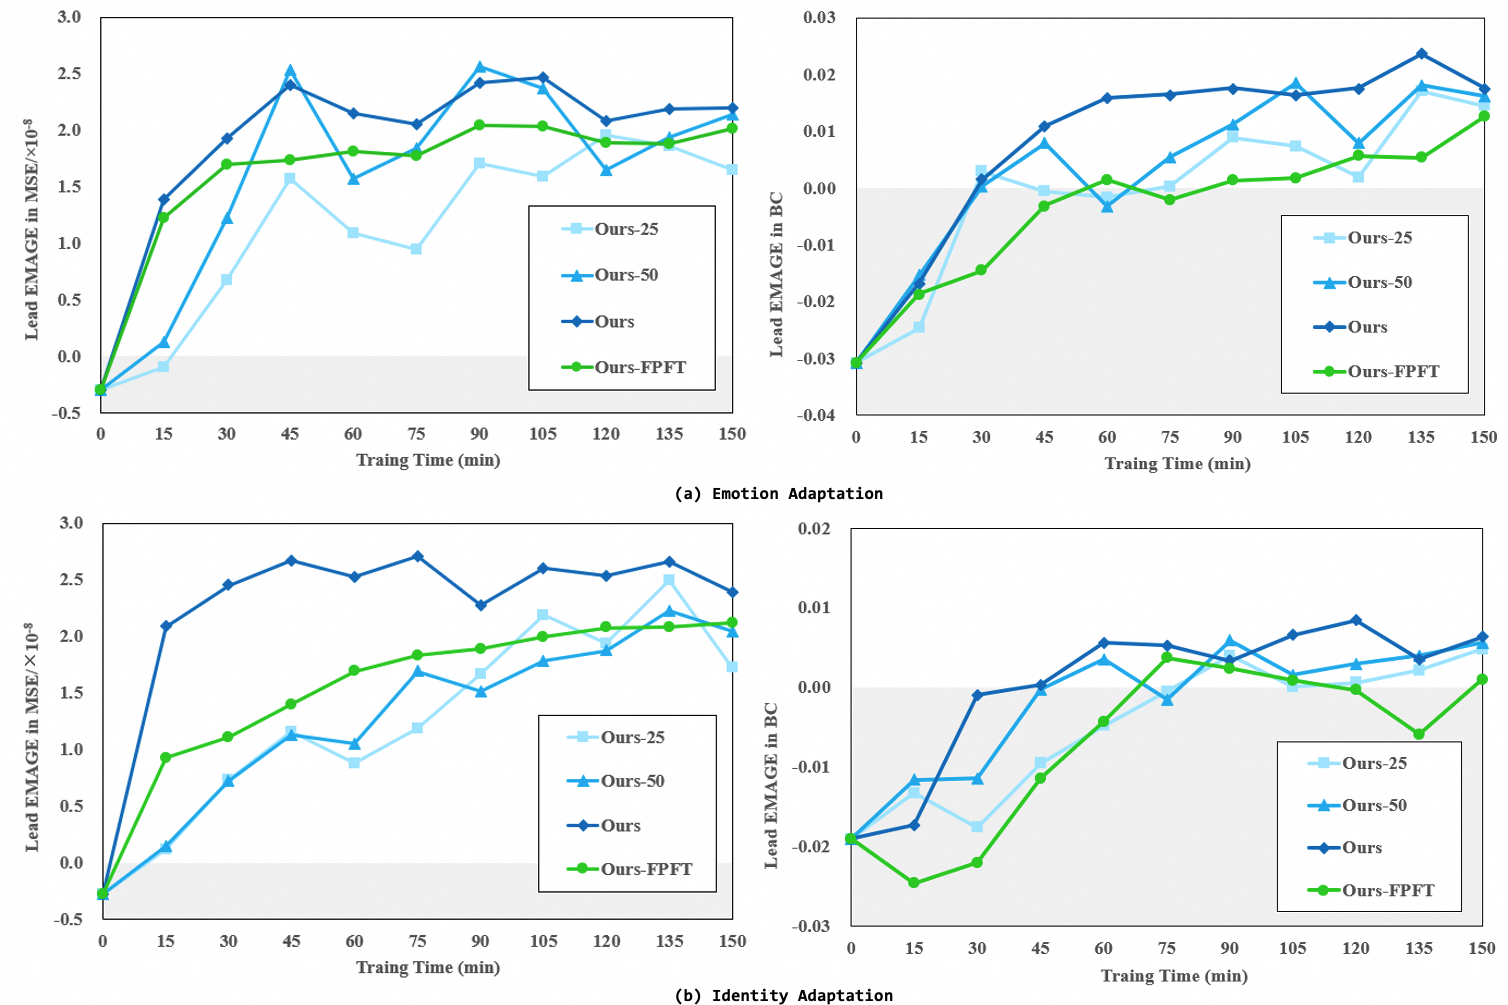 3.0
2.5
2.0
1.5
1.0
0.5
0.0
-0.5
Lead EMAGE in MSE/×10⁻⁸
Ours-25
Ours-50
Ours
Ours-FPFT
0 15 30 45 60 75 90 105 120 135 150
Traing Time (min)
0.03
0.02
0.01
0.00
-0.01
-0.02
-0.03
-0.04
Lead EMAGE in BC
Ours-25
Ours-50
Ours
Ours-FPFT
0 15 30 45 60 75 90 105 120 135 150
Traing Time (min)
(a) Emotion Adaptation
3.0
2.5
2.0
1.5
1.0
0.5
0.0
-0.5
Lead EMAGE in MSE/×10⁻⁸
Ours-25
Ours-50
Ours
Ours-FPFT
0 15 30 45 60 75 90 105 120 135 150
Traing Time (min)
0.02
0.01
0.00
-0.01
-0.02
-0.03
Lead EMAGE in BC
Ours-25
Ours-50
Ours
Ours-FPFT
0 15 30 45 60 75 90 105 120 135 150
Traing Time (min)
(b) Identity Adaptation